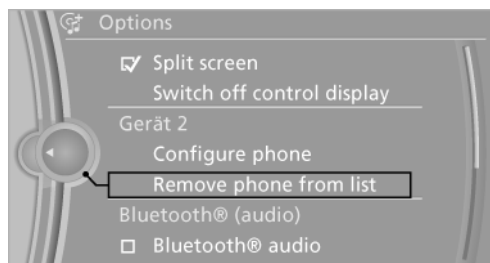 Options
Split screen
Switch off control display
Gerät 2
Configure phone
Remove phone from list
Bluetooth® (audio)
Bluetooth® audio